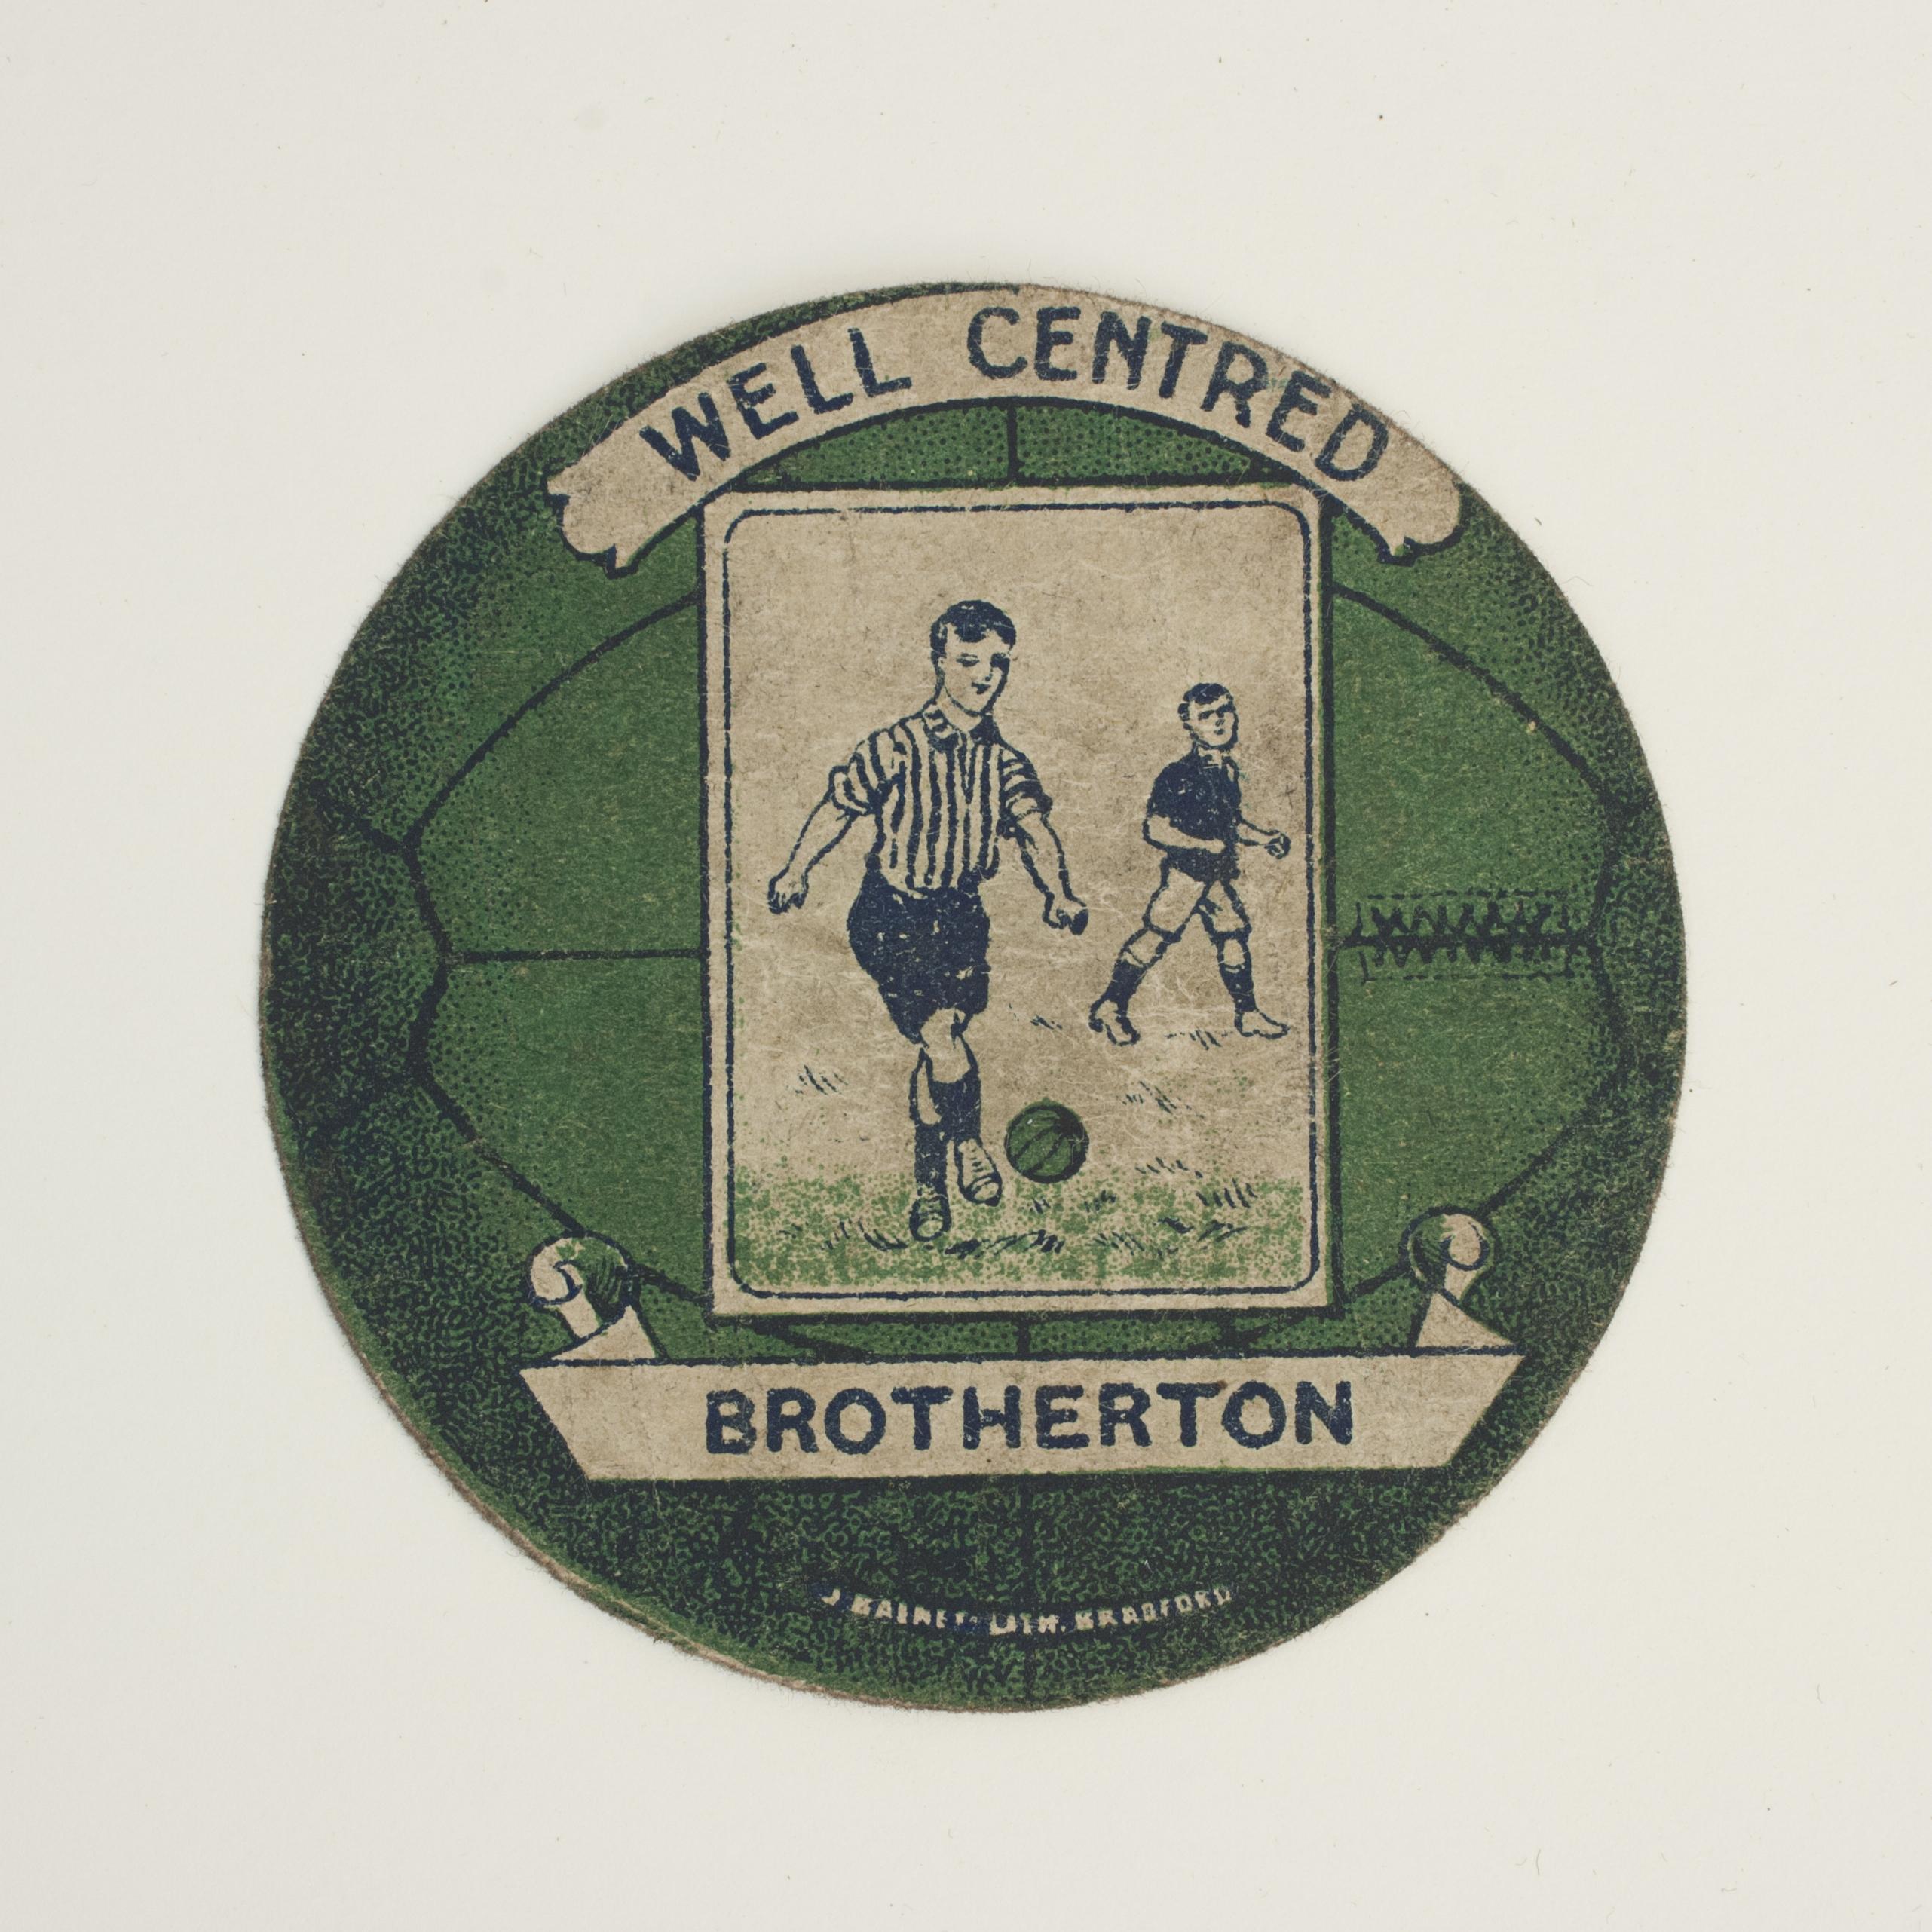 WELL CENTRED
BROTHERTON
J BAINES LITH. BRADFORD